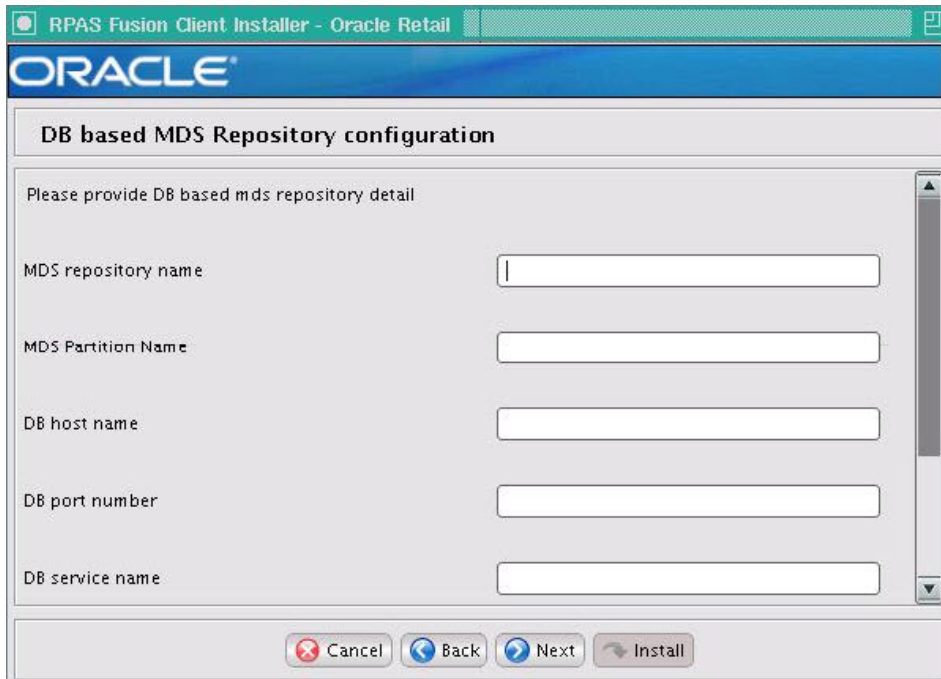 RPAS Fusion Client Installer - Oracle Retail
ORACLE®
DB based MDS Repository configuration
Please provide DB based mds repository detail
MDS repository name
MDS Partition Name
DB host name
DB port number
DB service name
Cancel Back Next Install